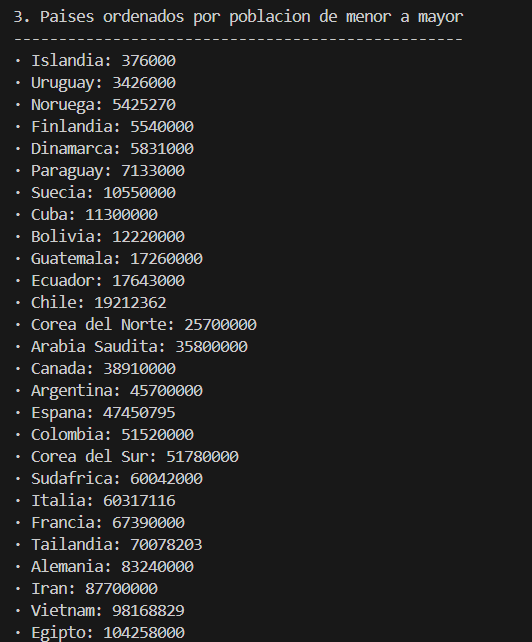 3. Paises ordenados por poblacion de menor a mayor
--------------------------------------------------
· Islandia: 376000
· Uruguay: 3426000
· Noruega: 5425270
· Finlandia: 5540000
· Dinamarca: 5831000
· Paraguay: 7133000
· Suecia: 10550000
· Cuba: 11300000
· Bolivia: 12220000
· Guatemala: 17260000
· Ecuador: 17643000
· Chile: 19212362
· Corea del Norte: 25700000
· Arabia Saudita: 35800000
· Canada: 38910000
· Argentina: 45700000
· Espana: 47450795
· Colombia: 51520000
· Corea del Sur: 51780000
· Sudafrica: 60042000
· Italia: 60317116
· Francia: 67390000
· Tailandia: 70078203
· Alemania: 83240000
· Iran: 87700000
· Vietnam: 98168829
· Egipto: 104258000